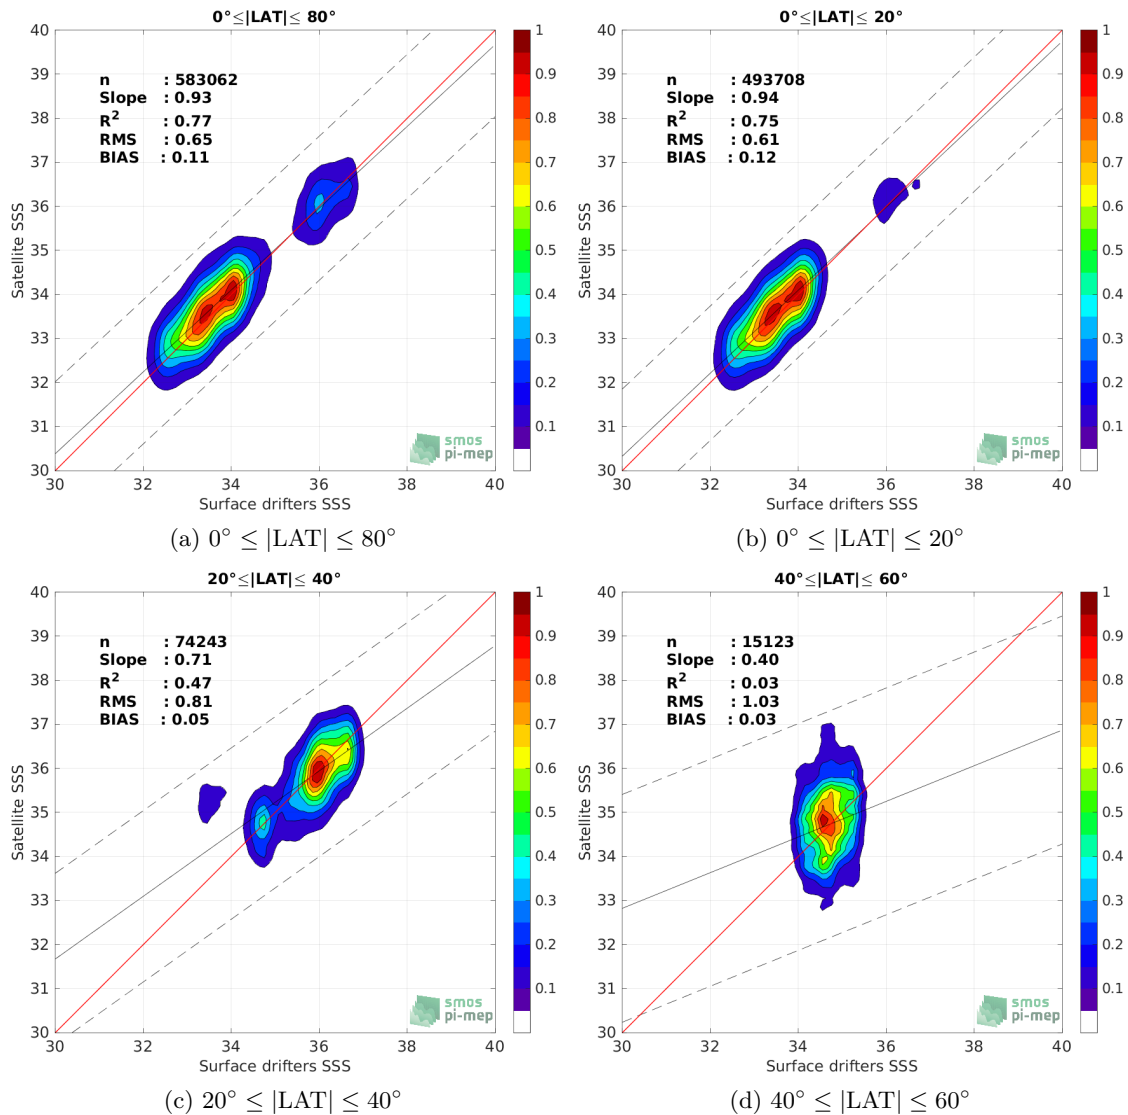 0°≤|LAT|≤ 80°
40
39
38
37
36
35
34
33
32
31
30
Satellite SSS
n : 583062
Slope : 0.93
R² : 0.77
RMS : 0.65
BIAS : 0.11
smos
pi-mep
30 32 34 36 38 40
Surface drifters SSS
1
0.9
0.8
0.7
0.6
0.5
0.4
0.3
0.2
0.1
(a) 0° ≤ |LAT| ≤ 80°
0°≤|LAT|≤ 20°
40
39
38
37
36
35
34
33
32
31
30
Satellite SSS
n : 493708
Slope : 0.94
R² : 0.75
RMS : 0.61
BIAS : 0.12
smos
pi-mep
30 32 34 36 38 40
Surface drifters SSS
1
0.9
0.8
0.7
0.6
0.5
0.4
0.3
0.2
0.1
(b) 0° ≤ |LAT| ≤ 20°
20°≤|LAT|≤ 40°
40
39
38
37
36
35
34
33
32
31
30
Satellite SSS
n : 74243
Slope : 0.71
R² : 0.47
RMS : 0.81
BIAS : 0.05
smos
pi-mep
30 32 34 36 38 40
Surface drifters SSS
1
0.9
0.8
0.7
0.6
0.5
0.4
0.3
0.2
0.1
(c) 20° ≤ |LAT| ≤ 40°
40°≤|LAT|≤ 60°
40
39
38
37
36
35
34
33
32
31
30
Satellite SSS
n : 15123
Slope : 0.40
R² : 0.03
RMS : 1.03
BIAS : 0.03
smos
pi-mep
30 32 34 36 38 40
Surface drifters SSS
1
0.9
0.8
0.7
0.6
0.5
0.4
0.3
0.2
0.1
(d) 40° ≤ |LAT| ≤ 60°